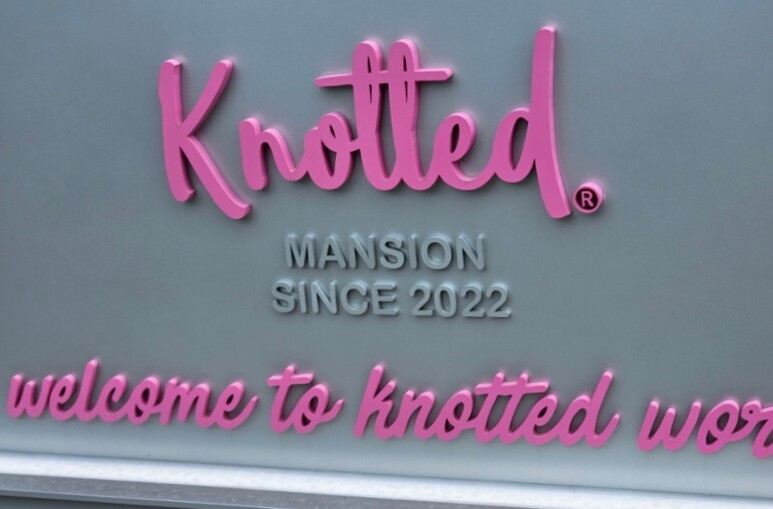 Knotted®
MANSION
SINCE 2022
welcome to knotted